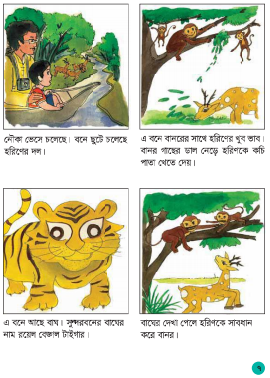 নৌকা ভেসে চলেছে। বনে ছুটে চলেছে
হরিণের দল।
এ বনে বানরের সাথে হরিণের খুব ভাব।
বানর গাছের ডাল নেড়ে হরিণকে কচি
পাতা খেতে দেয়।
এ বনে আছে বাঘ। সুন্দরবনের বাঘের
নাম রয়েল বেঙ্গল টাইগার।
বাঘের দেখা পেলে হরিণকে সাবধান
করে বানর।
৭